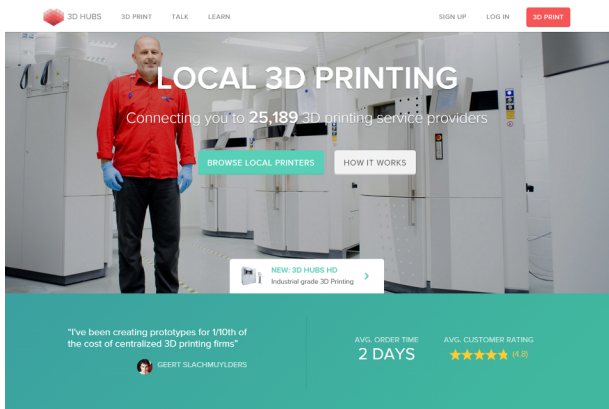 3D HUBS
3D PRINT
TALK
LEARN
SIGN UP
LOG IN
3D PRINT
LOCAL 3D PRINTING
Connecting you to 25,189 3D printing service providers
BROWSE LOCAL PRINTERS
HOW IT WORKS
NEW: 3D HUBS HD
Industrial grade 3D Printing
"I've been creating prototypes for 1/10th of
the cost of centralized 3D printing firms"
GEERT SLACHMUYLDERS
AVG. ORDER TIME
2 DAYS
AVG. CUSTOMER RATING
(4.8)